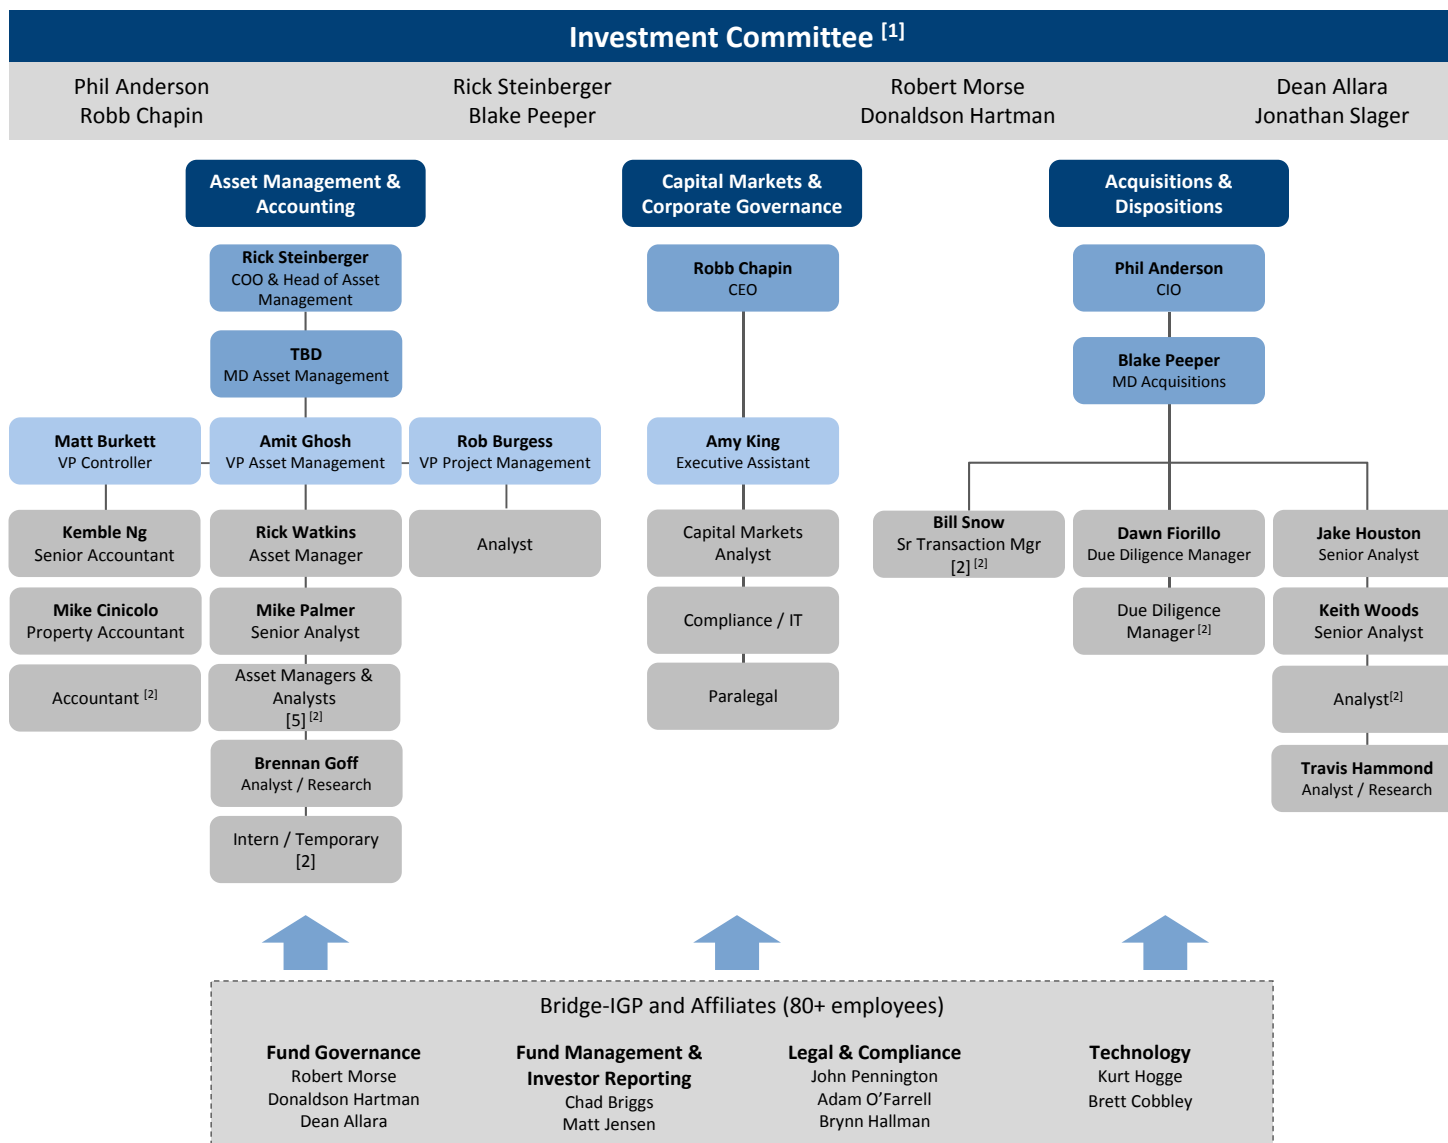 Investment Committee [1]
Phil Anderson
Robb Chapin
Rick Steinberger
Blake Peeper
Robert Morse
Donaldson Hartman
Dean Allara
Jonathan Slager
Asset Management &
Accounting
Rick Steinberger
COO & Head of Asset
Management
TBD
MD Asset Management
Matt Burkett
VP Controller
Amit Ghosh
VP Asset Management
Rob Burgess
VP Project Management
Kemble Ng
Senior Accountant
Mike Cinicolo
Property Accountant
Accountant [2]
Rick Watkins
Asset Manager
Mike Palmer
Senior Analyst
Asset Managers &
Analysts
[5] [2]
Brennan Goff
Analyst / Research
Intern / Temporary
[2]
Analyst
Capital Markets &
Corporate Governance
Robb Chapin
CEO
Amy King
Executive Assistant
Capital Markets
Analyst
Compliance / IT
Paralegal
Acquisitions &
Dispositions
Phil Anderson
CIO
Blake Peeper
MD Acquisitions
Bill Snow
Sr Transaction Mgr
[2] [2]
Dawn Fiorillo
Due Diligence Manager
Due Diligence
Manager [2]
Jake Houston
Senior Analyst
Keith Woods
Senior Analyst
Analyst[2]
Travis Hammond
Analyst / Research
Bridge-IGP and Affiliates (80+ employees)
Fund Governance
Robert Morse
Donaldson Hartman
Dean Allara
Fund Management &
Investor Reporting
Chad Briggs
Matt Jensen
Legal & Compliance
John Pennington
Adam O’Farrell
Brynn Hallman
Technology
Kurt Hogge
Brett Cobbley